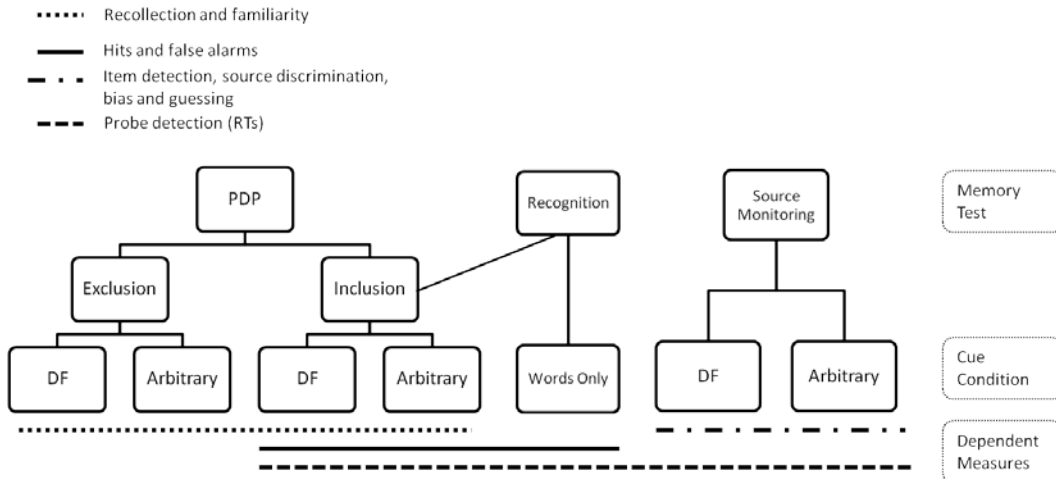 Recollection and familiarity
Hits and false alarms
Item detection, source discrimination,
bias and guessing
Probe detection (RTs)
PDP
Recognition
Source
Monitoring
Memory
Test
Exclusion
Inclusion
DF
Arbitrary
DF
Arbitrary
Words Only
DF
Arbitrary
Cue
Condition
Dependent
Measures